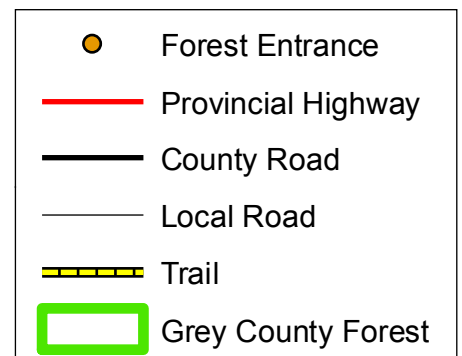 Forest Entrance
Provincial Highway
County Road
Local Road
Trail
Grey County Forest